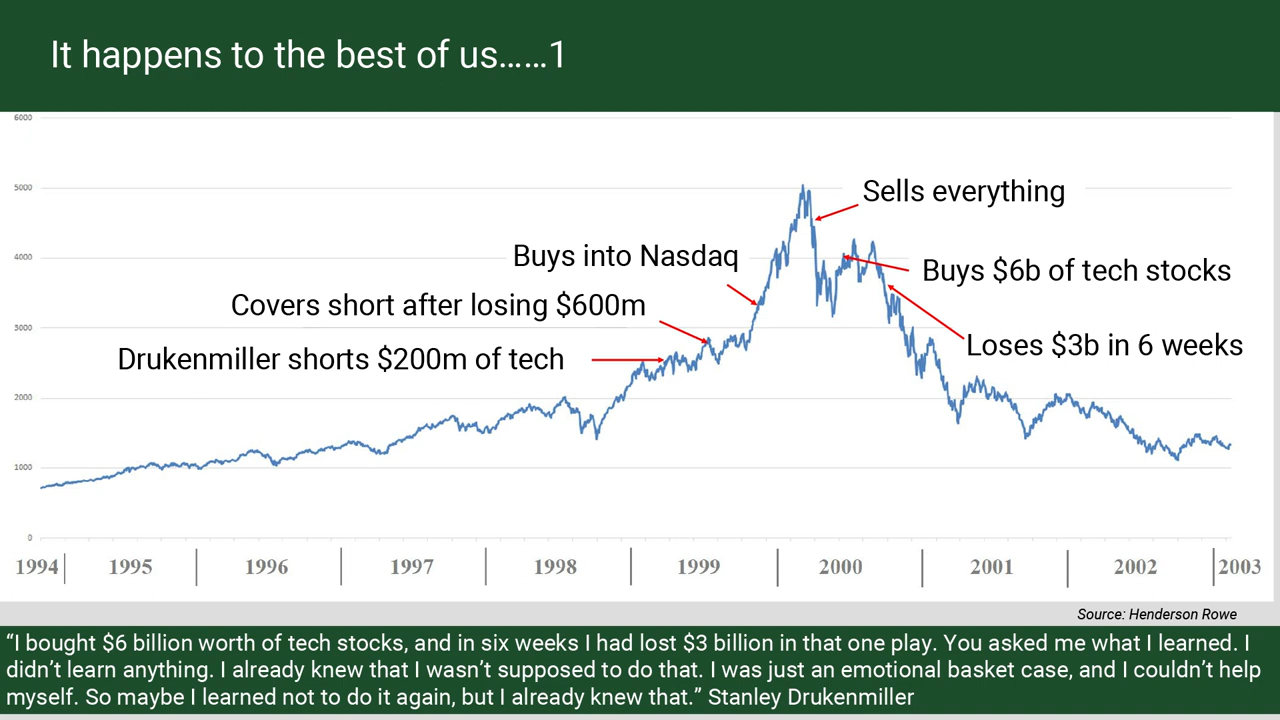 It happens to the best of us……1
6000
5000
4000
3000
2000
1000
0
Sells everything
Buys into Nasdaq
Buys $6b of tech stocks
Covers short after losing $600m
Loses $3b in 6 weeks
Drukenmiller shorts $200m of tech
1994 1995 1996 1997 1998 1999 2000 2001 2002 2003
Source: Henderson Rowe
“I bought $6 billion worth of tech stocks, and in six weeks I had lost $3 billion in that one play. You asked me what I learned. I
didn’t learn anything. I already knew that I wasn’t supposed to do that. I was just an emotional basket case, and I couldn’t help
myself. So maybe I learned not to do it again, but I already knew that.” Stanley Drukenmiller